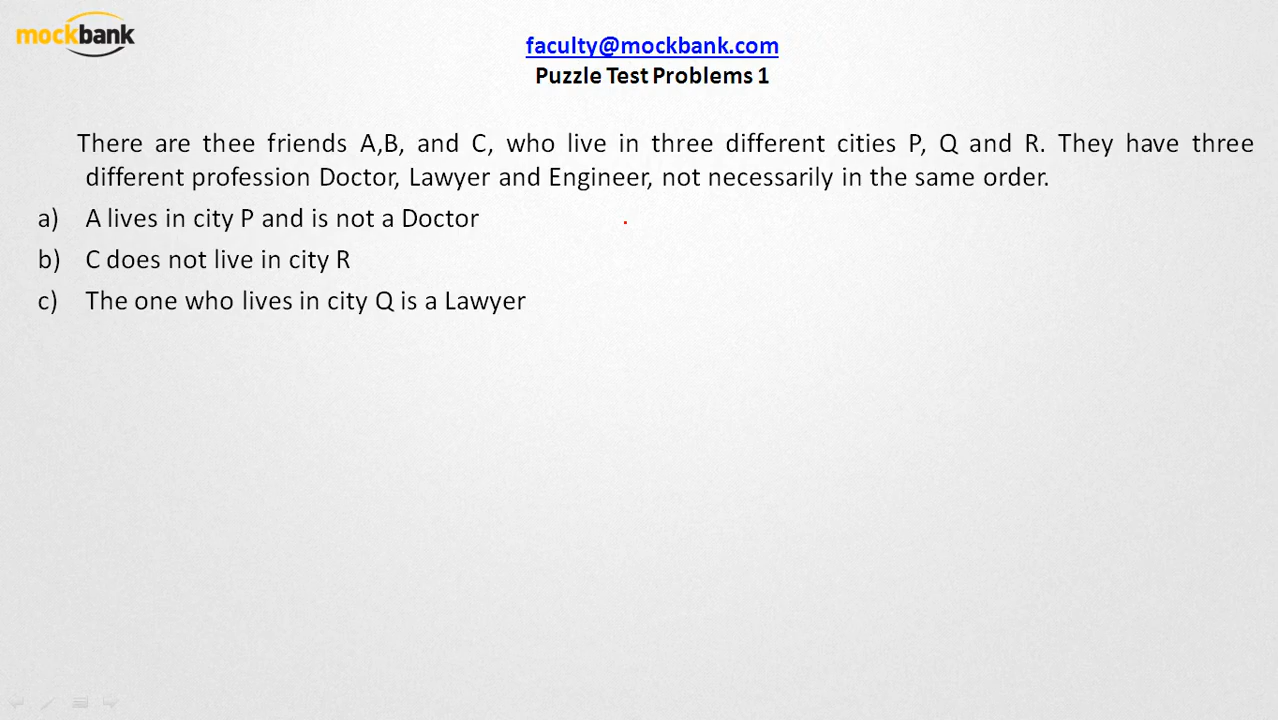 mockbank
faculty@mockbank.com
Puzzle Test Problems 1
There are thee friends A,B, and C, who live in three different cities P, Q and R. They have three
different profession Doctor, Lawyer and Engineer, not necessarily in the same order.
a) A lives in city P and is not a Doctor
b) C does not live in city R
c) The one who lives in city Q is a Lawyer